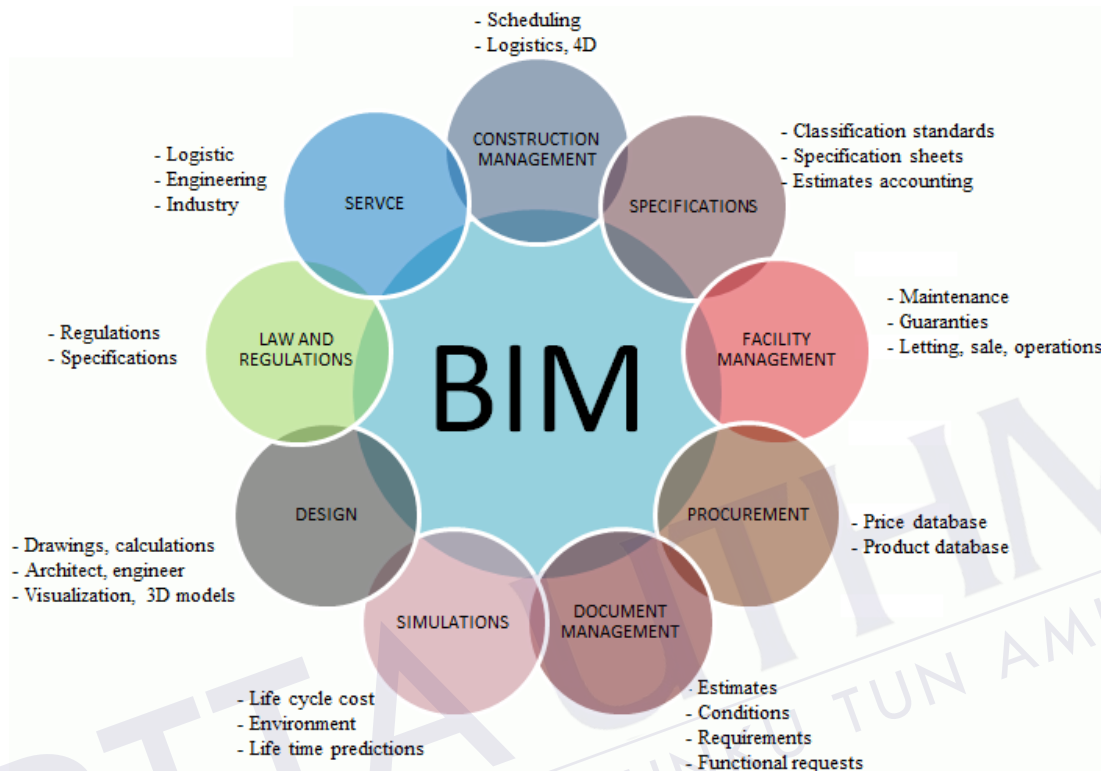 - Scheduling
- Logistics, 4D
CONSTRUCTION
MANAGEMENT
- Classification standards
- Specification sheets
- Estimates accounting
SPECIFICATIONS
- Maintenance
- Guaranties
- Letting, sale, operations
FACILITY
MANAGEMENT
- Price database
- Product database
PROCUREMENT
- Estimates
- Conditions
- Requirements
- Functional requests
DOCUMENT
MANAGEMENT
- Life cycle cost
- Environment
- Life time predictions
SIMULATIONS
- Drawings, calculations
- Architect, engineer
- Visualization, 3D models
DESIGN
- Regulations
- Specifications
LAW AND
REGULATIONS
- Logistic
- Engineering
- Industry
SERVCE
BIM
PTTA UTHM
TUN